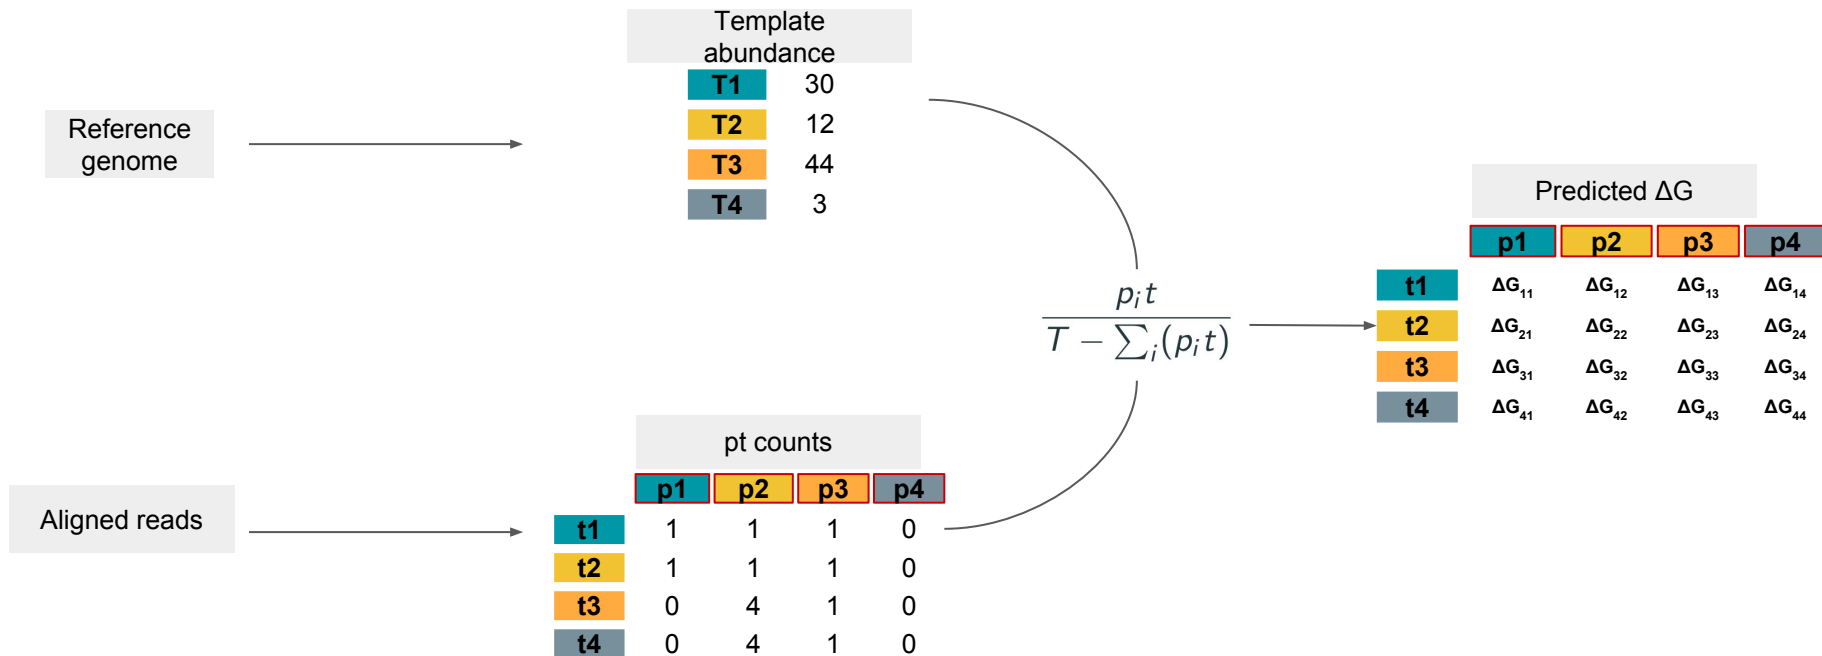 Template
abundance
T1 30
T2 12
T3 44
T4 3
Reference
genome
Predicted ΔG
p1 p2 p3 p4
t1 ΔG₁₁ ΔG₁₂ ΔG₁₃ ΔG₁₄
t2 ΔG₂₁ ΔG₂₂ ΔG₂₃ ΔG₂₄
t3 ΔG₃₁ ΔG₃₂ ΔG₃₃ ΔG₃₄
t4 ΔG₄₁ ΔG₄₂ ΔG₄₃ ΔG₄₄
pᵢt
T − ∑ᵢ(pᵢt)
pt counts
p1 p2 p3 p4
t1 1 1 1 0
t2 1 1 1 0
t3 0 4 1 0
t4 0 4 1 0
Aligned reads